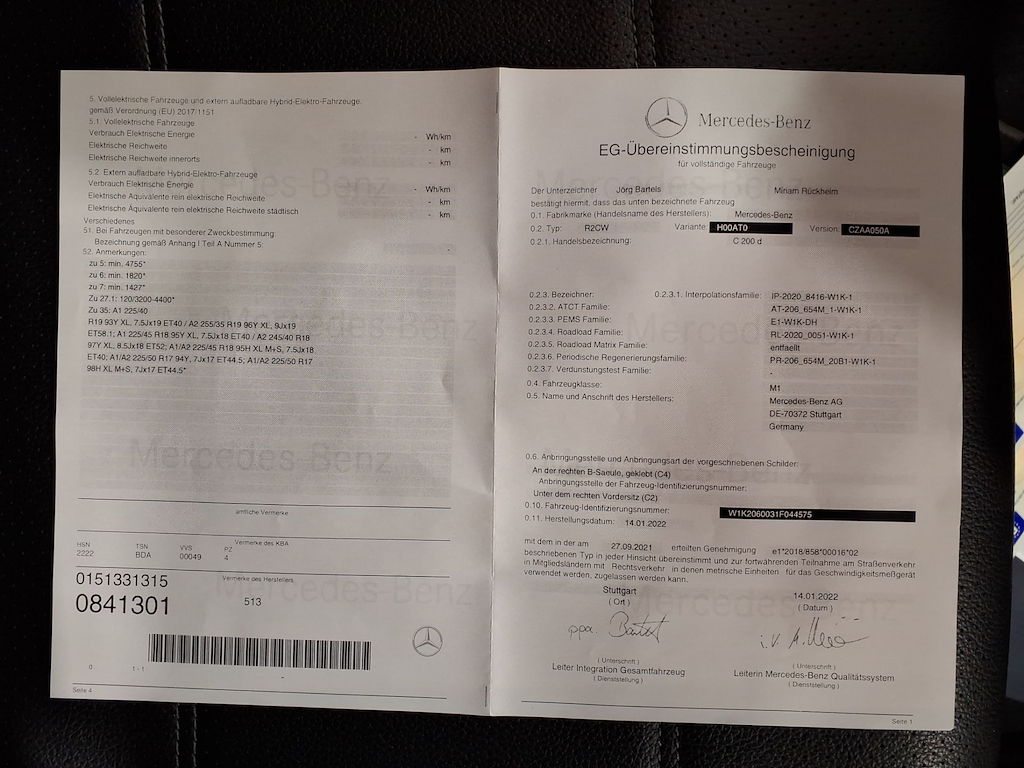 5. Vollelektrische Fahrzeuge und extern aufladbare Hybrid-Elektro-Fahrzeuge:
gemäß Verordnung (EU) 2017/1151
5.1. Vollelektrische Fahrzeuge
Verbrauch Elektrische Energie - Wh/km
Elektrische Reichweite - km
Elektrische Reichweite innerorts - km
5.2. Extern aufladbare Hybrid-Elektro-Fahrzeuge
Verbrauch Elektrische Energie - Wh/km
Elektrische Äquivalente rein elektrische Reichweite - km
Elektrische Äquivalente rein elektrische Reichweite städtisch - km
Verschiedenes
51. Bei Fahrzeugen mit besonderer Zweckbestimmung:
Bezeichnung gemäß Anhang I Teil A Nummer 5: -
52. Anmerkungen:
zu 5: min. 4755*
zu 6: min. 1820*
zu 7: min. 1427*
Zu 27.1: 120/3200-4400*
Zu 35: A1 225/40
R19 93Y XL, 7.5Jx19 ET40 / A2 255/35 R19 96Y XL, 9Jx19
ET58.1; A1 225/45 R18 95Y XL, 7.5Jx18 ET40 / A2 245/40 R18
97Y XL, 8.5Jx18 ET52; A1/A2 225/45 R18 95H XL M+S, 7.5Jx18
ET40; A1/A2 225/50 R17 94Y, 7Jx17 ET44.5; A1/A2 225/50 R17
98H XL M+S, 7Jx17 ET44.5*
amtliche Vermerke
Vermerke des KBA
HSN TSN VVS PZ
2222 BDA 00049 4
0151331315 Vermerke des Herstellers
0841301 513
0 1 - 1 -
Seite 4
Mercedes-Benz
EG-Übereinstimmungsbescheinigung
für vollständige Fahrzeuge
Der Unterzeichner Jörg Bartels Miriam Rückheim
bestätigt hiermit, dass das unten bezeichnete Fahrzeug
0.1. Fabrikmarke (Handelsname des Herstellers): Mercedes-Benz
0.2. Typ: R2CW Variante: H00AT0 Version: CZAA050A
0.2.1. Handelsbezeichnung: C 200 d
0.2.3. Bezeichner: 0.2.3.1. Interpolationsfamilie: IP-2020_8416-W1K-1
0.2.3.2. ATCT Familie: AT-206_654M_1-W1K-1
0.2.3.3. PEMS Familie: E1-W1K-DH
0.2.3.4. Roadload Familie: RL-2020_0051-W1K-1
0.2.3.5. Roadload Matrix Familie: entfaellt
0.2.3.6. Periodische Regenerierungsfamilie: PR-206_654M_20B1-W1K-1
0.2.3.7. Verdunstungstest Familie: -
0.4. Fahrzeugklasse: M1
0.5. Name und Anschrift des Herstellers: Mercedes-Benz AG
DE-70372 Stuttgart
Germany
0.6. Anbringungsstelle und Anbringungsart der vorgeschriebenen Schilder:
An der rechten B-Saeule, geklebt (C4)
Anbringungsstelle der Fahrzeug-Identifizierungsnummer:
Unter dem rechten Vordersitz (C2)
0.10. Fahrzeug-Identifizierungsnummer: W1K2060031F044575
0.11. Herstellungsdatum: 14.01.2022
mit dem in der am 27.09.2021 erteilten Genehmigung e1*2018/858*00016*02
beschriebenen Typ in jeder Hinsicht übereinstimmt und zur fortwährenden Teilnahme am Straßenverkehr
in Mitgliedsländern mit Rechtsverkehr in denen metrische Einheiten für das Geschwindigkeitsmeßgerät
verwendet werden, zugelassen werden kann.
Stuttgart 14.01.2022
( Ort ) ( Datum )
ppa.
i.V.
( Unterschrift ) ( Unterschrift )
Leiter Integration Gesamtfahrzeug Leiterin Mercedes-Benz Qualitätssystem
( Dienststellung ) ( Dienststellung )
Seite 1